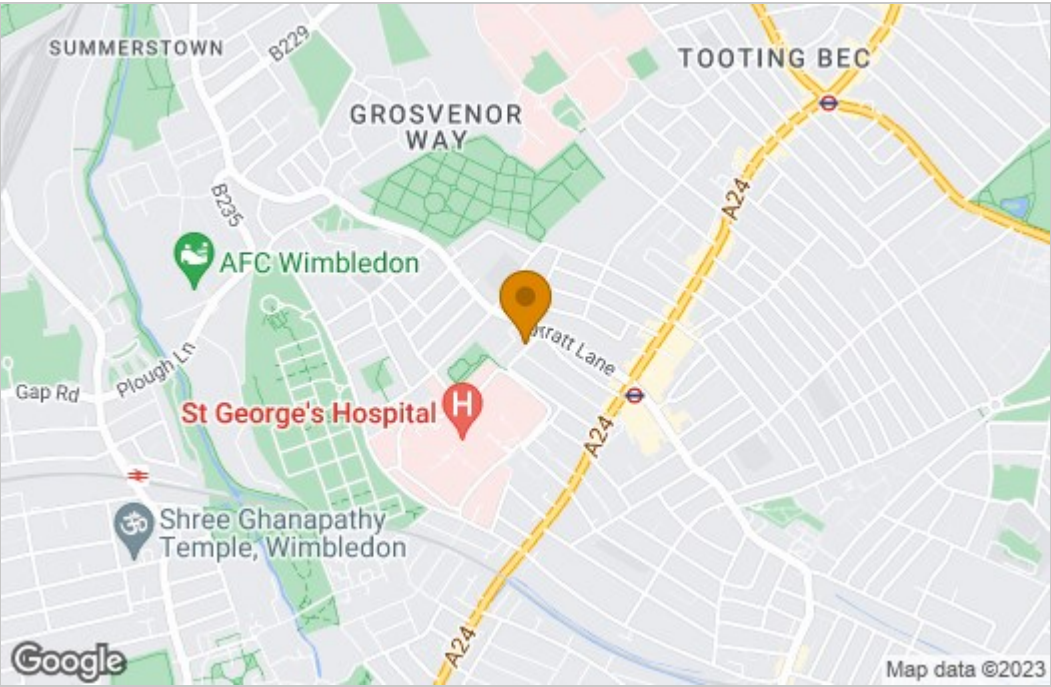 SUMMERSTOWN
B229
TOOTING BEC
GROSVENOR
WAY
A24
B235
AFC Wimbledon
Lane
Plough Ln
Gap Rd
St George's Hospital
H
A24
Shree Ghanapathy
Temple, Wimbledon
A24
Google
Map data ©2023